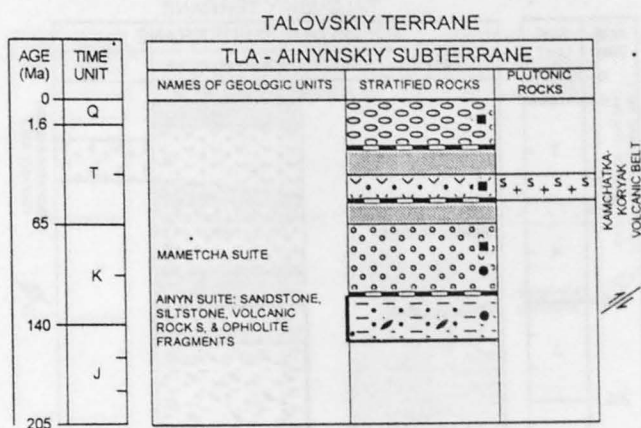 TALOVSKIY TERRANE
AGE
(Ma)
TIME
UNIT
TLA - AINYNSKIY SUBTERRANE
NAMES OF GEOLOGIC UNITS
STRATIFIED ROCKS
PLUTONIC
ROCKS
0
Q
1.6
T
S + S + S + S
KAMCHATKA-
KORYAK
VOLCANIC BELT
65
MAMETCHA SUITE
K
AINYN SUITE: SANDSTONE,
SILTSTONE, VOLCANIC
ROCK S, & OPHIOLITE
FRAGMENTS
140
J
205